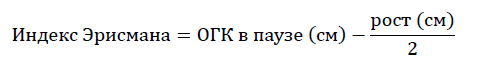 Индекс Эрисмана = ОГК в паузе (см) − рост (см) / 2